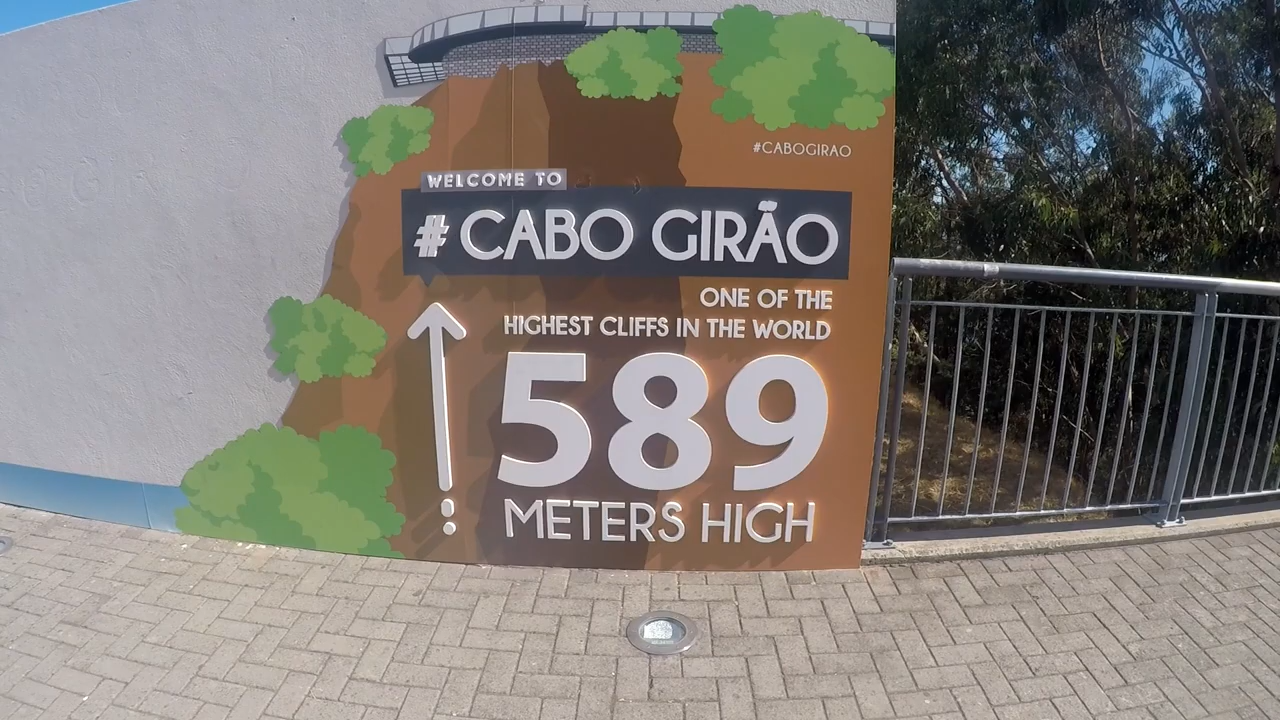 #CABOGIRAO
WELCOME TO
# CABO GIRÃO
ONE OF THE
HIGHEST CLIFFS IN THE WORLD
589
METERS HIGH